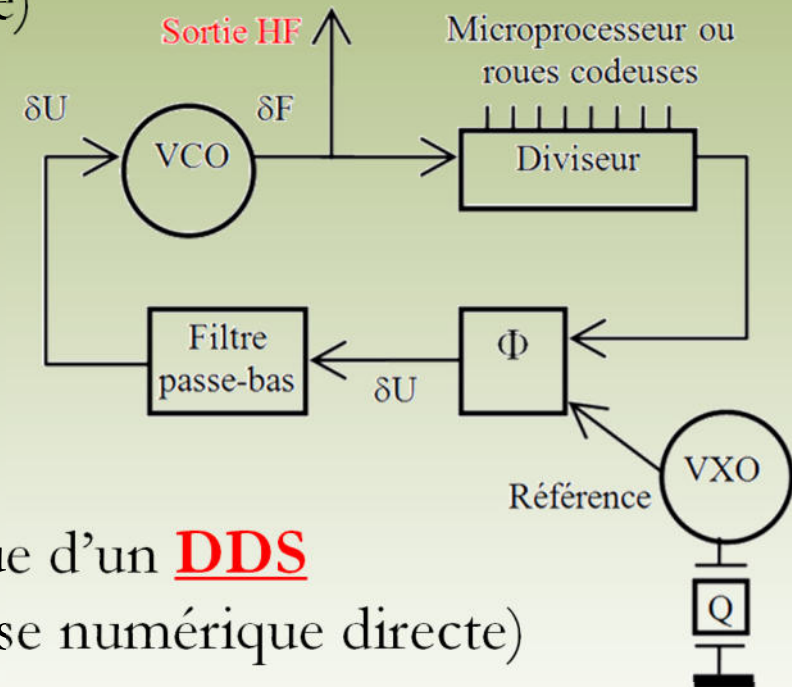 Sortie HF
Microprocesseur ou
roues codeuses
δU
δF
VCO
Diviseur
Filtre
passe-bas
δU
Φ
VXO
Référence
Q
d'un DDS
numérique directe)